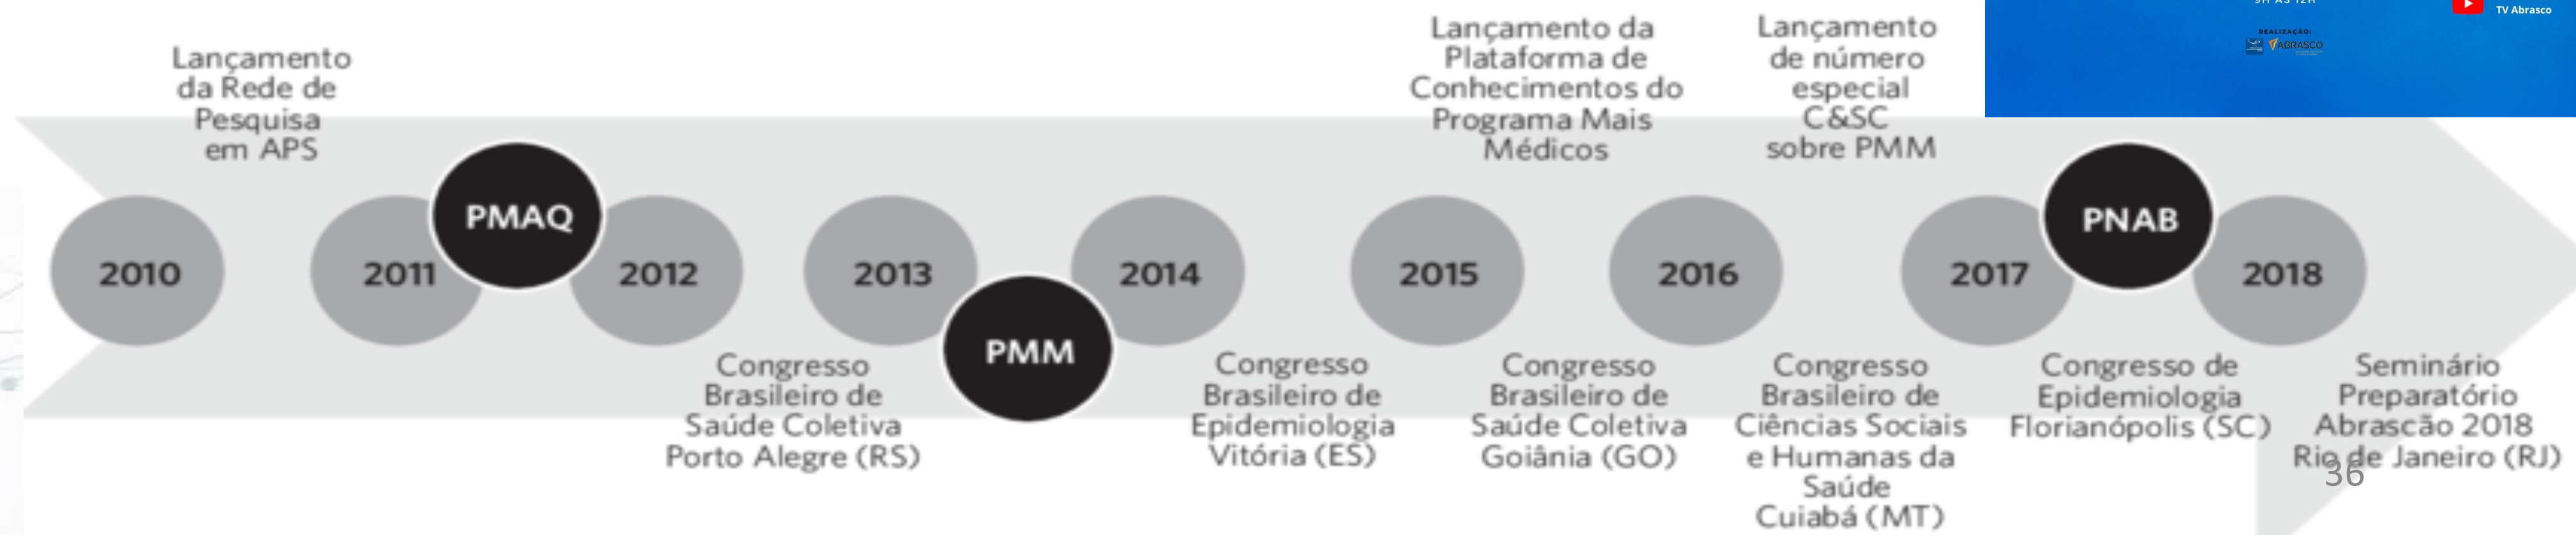 Lançamento
da Rede de
Pesquisa
em APS
Lançamento da
Plataforma de
Conhecimentos do
Programa Mais
Médicos
Lançamento
de número
especial
C&SC
sobre PMM
TV Abrasco
REALIZAÇÃO:
ABRASCO
2010
2011
PMAQ
2012
2013
PMM
2014
2015
2016
2017
PNAB
2018
Congresso
Brasileiro de
Saúde Coletiva
Porto Alegre (RS)
Congresso
Brasileiro de
Epidemiologia
Vitória (ES)
Congresso
Brasileiro de
Saúde Coletiva
Goiânia (GO)
Congresso
Brasileiro de
Ciências Sociais
e Humanas da
Saúde
Cuiabá (MT)
Congresso de
Epidemiologia
Florianópolis (SC)
Seminário
Preparatório
Abrascão 2018
Rio de Janeiro (RJ)
36